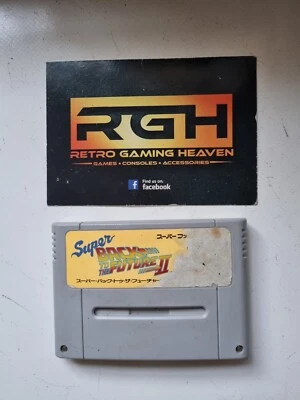 RGH
RETRO GAMING HEAVEN
GAMES • CONSOLES • ACCESSORIES
f Find us on:
facebook
スーパーファ
Super
BACK TO
THE FUTURE II
スーパー・バック・トゥ・ザ・フューチャー